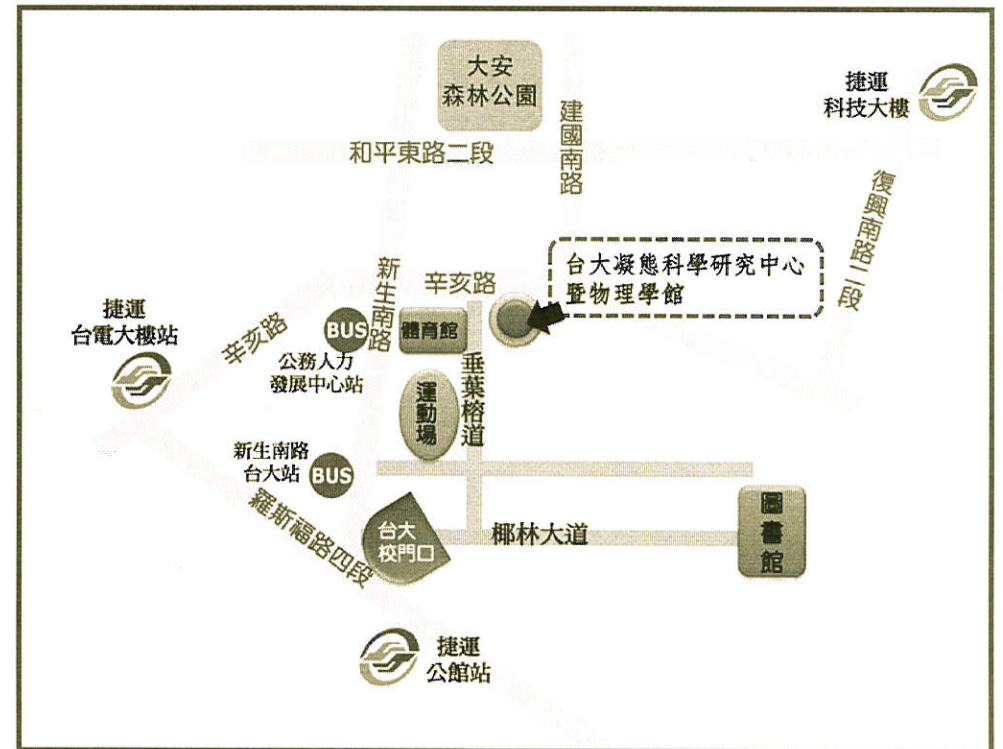 大安
森林公園
捷運
科技大樓
建國南路
和平東路二段
復興南路二段
台大凝態科學研究中心
暨物理學館
新生南路
辛亥路
捷運
台電大樓站
辛亥路
BUS
體育館
公務人力
發展中心站
垂葉榕道
運動場
新生南路
台大站
BUS
羅斯福路四段
台大
校門口
椰林大道
圖書館
捷運
公館站